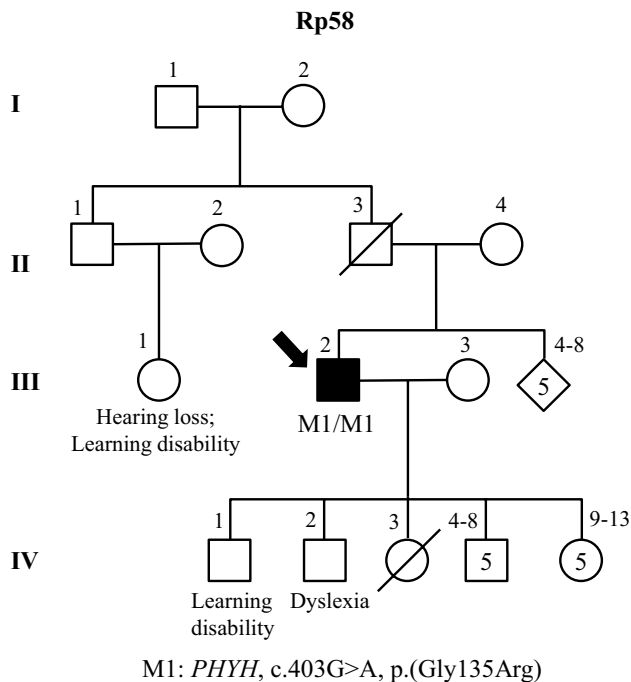 Rp58
I
1 2
1 2 3 4
II
1 2 3 4-8
III
5
Hearing loss;
Learning disability
M1/M1
1 2 3 4-8 9-13
IV
5 5
Learning
disability
Dyslexia
M1: PHYH, c.403G>A, p.(Gly135Arg)